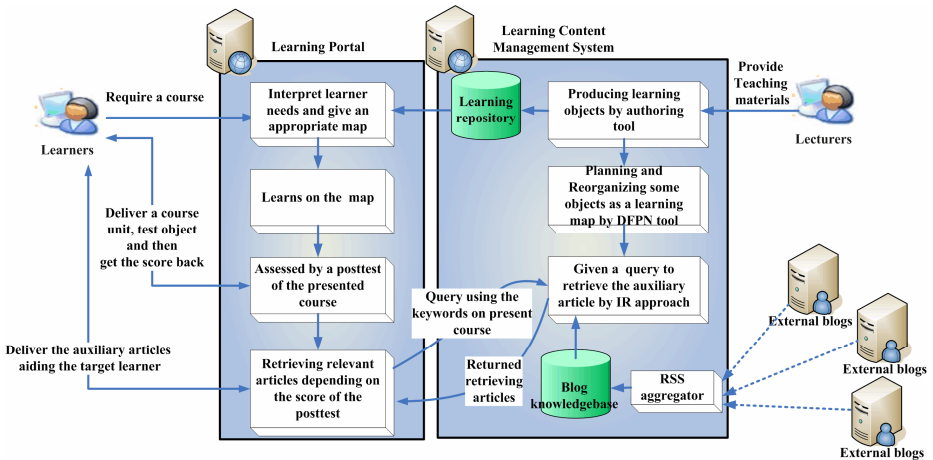 Learning Portal
Learning Content
Management System
Require a course
Learners
Interpret learner
needs and give an
appropriate map
Learning
repository
Producing learning
objects by authoring
tool
Provide
Teaching
materials
Lecturers
Learns on the map
Planning and
Reorganizing some
objects as a learning
map by DFPN tool
Deliver a course
unit, test object
and then
get the score back
Assessed by a posttest
of the presented
course
Query using the
keywords on present
course
Given a query to
retrieve the auxiliary
article by IR approach
External blogs
External blogs
External blogs
Deliver the auxiliary articles
aiding the target learner
Retrieving relevant
articles depending on
the score of the
posttest
Returned
retrieving
articles
Blog
knowledgebase
RSS
aggregator